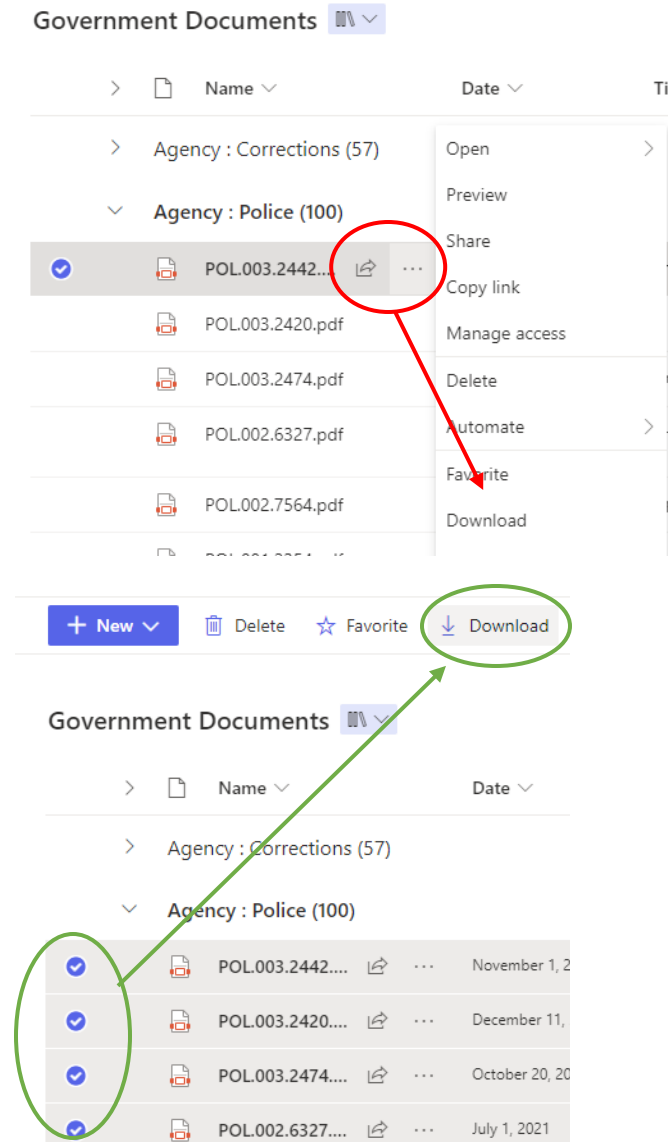 Government Documents
Name Date
Agency : Corrections (57)
Open
Preview
Agency : Police (100)
Share
POL.003.2442.... ...
Copy link
POL.003.2420.pdf
Manage access
POL.003.2474.pdf
Delete
POL.002.6327.pdf
Automate
Favorite
POL.002.7564.pdf
Download
New Delete Favorite Download
Government Documents
Name Date
Agency : Corrections (57)
Agency : Police (100)
POL.003.2442.... ... November 1, 2
POL.003.2420.... ... December 11,
POL.003.2474.... ... October 20, 20
POL.002.6327.... ... July 1, 2021